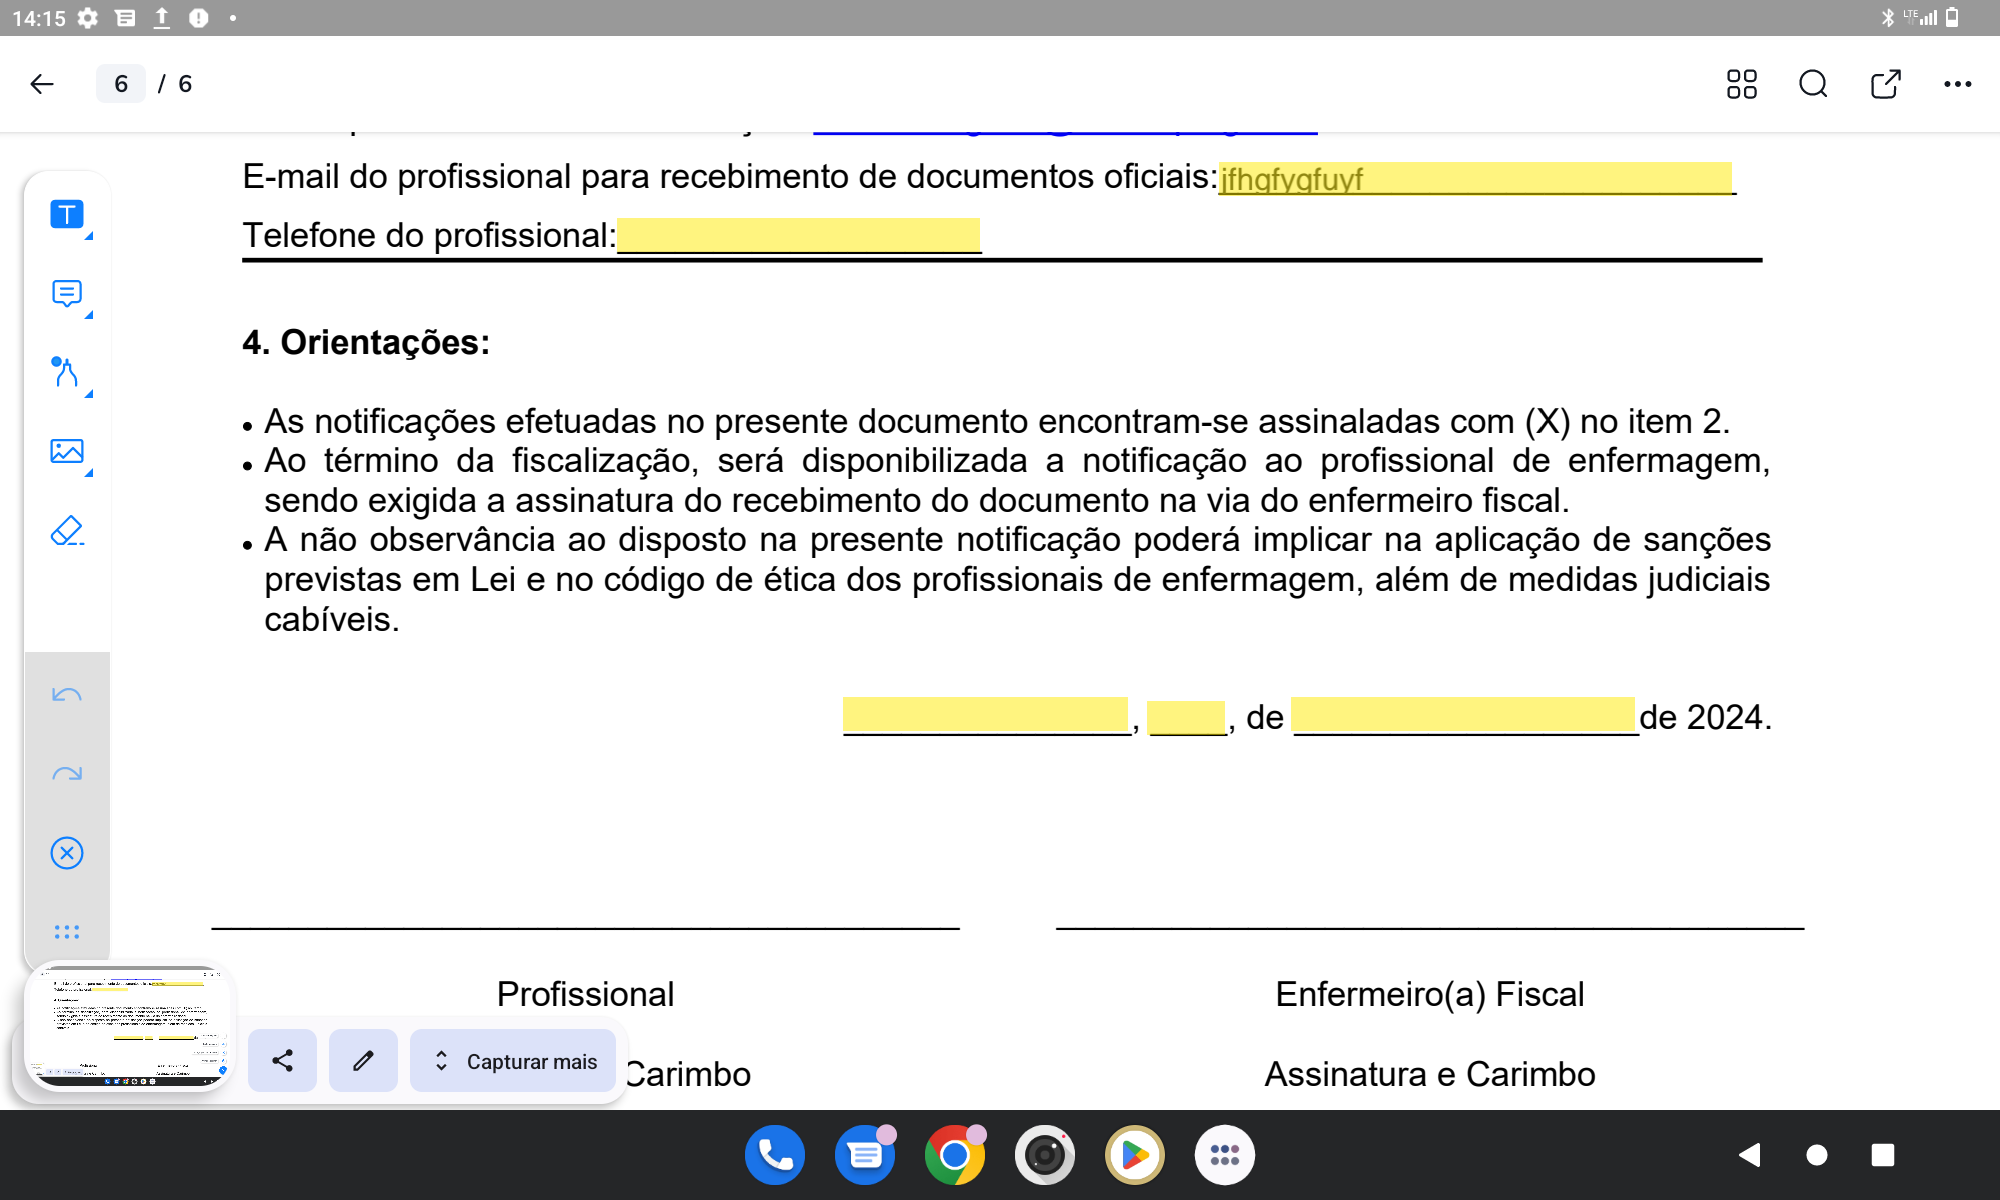 14:15
LTE
6 / 6
E-mail do profissional para recebimento de documentos oficiais:jfhgfygfuyf
Telefone do profissional:
4. Orientações:
• As notificações efetuadas no presente documento encontram-se assinaladas com (X) no item 2.
• Ao término da fiscalização, será disponibilizada a notificação ao profissional de enfermagem,
sendo exigida a assinatura do recebimento do documento na via do enfermeiro fiscal.
• A não observância ao disposto na presente notificação poderá implicar na aplicação de sanções
previstas em Lei e no código de ética dos profissionais de enfermagem, além de medidas judiciais
cabíveis.
, , de de 2024.
Profissional Enfermeiro(a) Fiscal
Carimbo Assinatura e Carimbo
Capturar mais